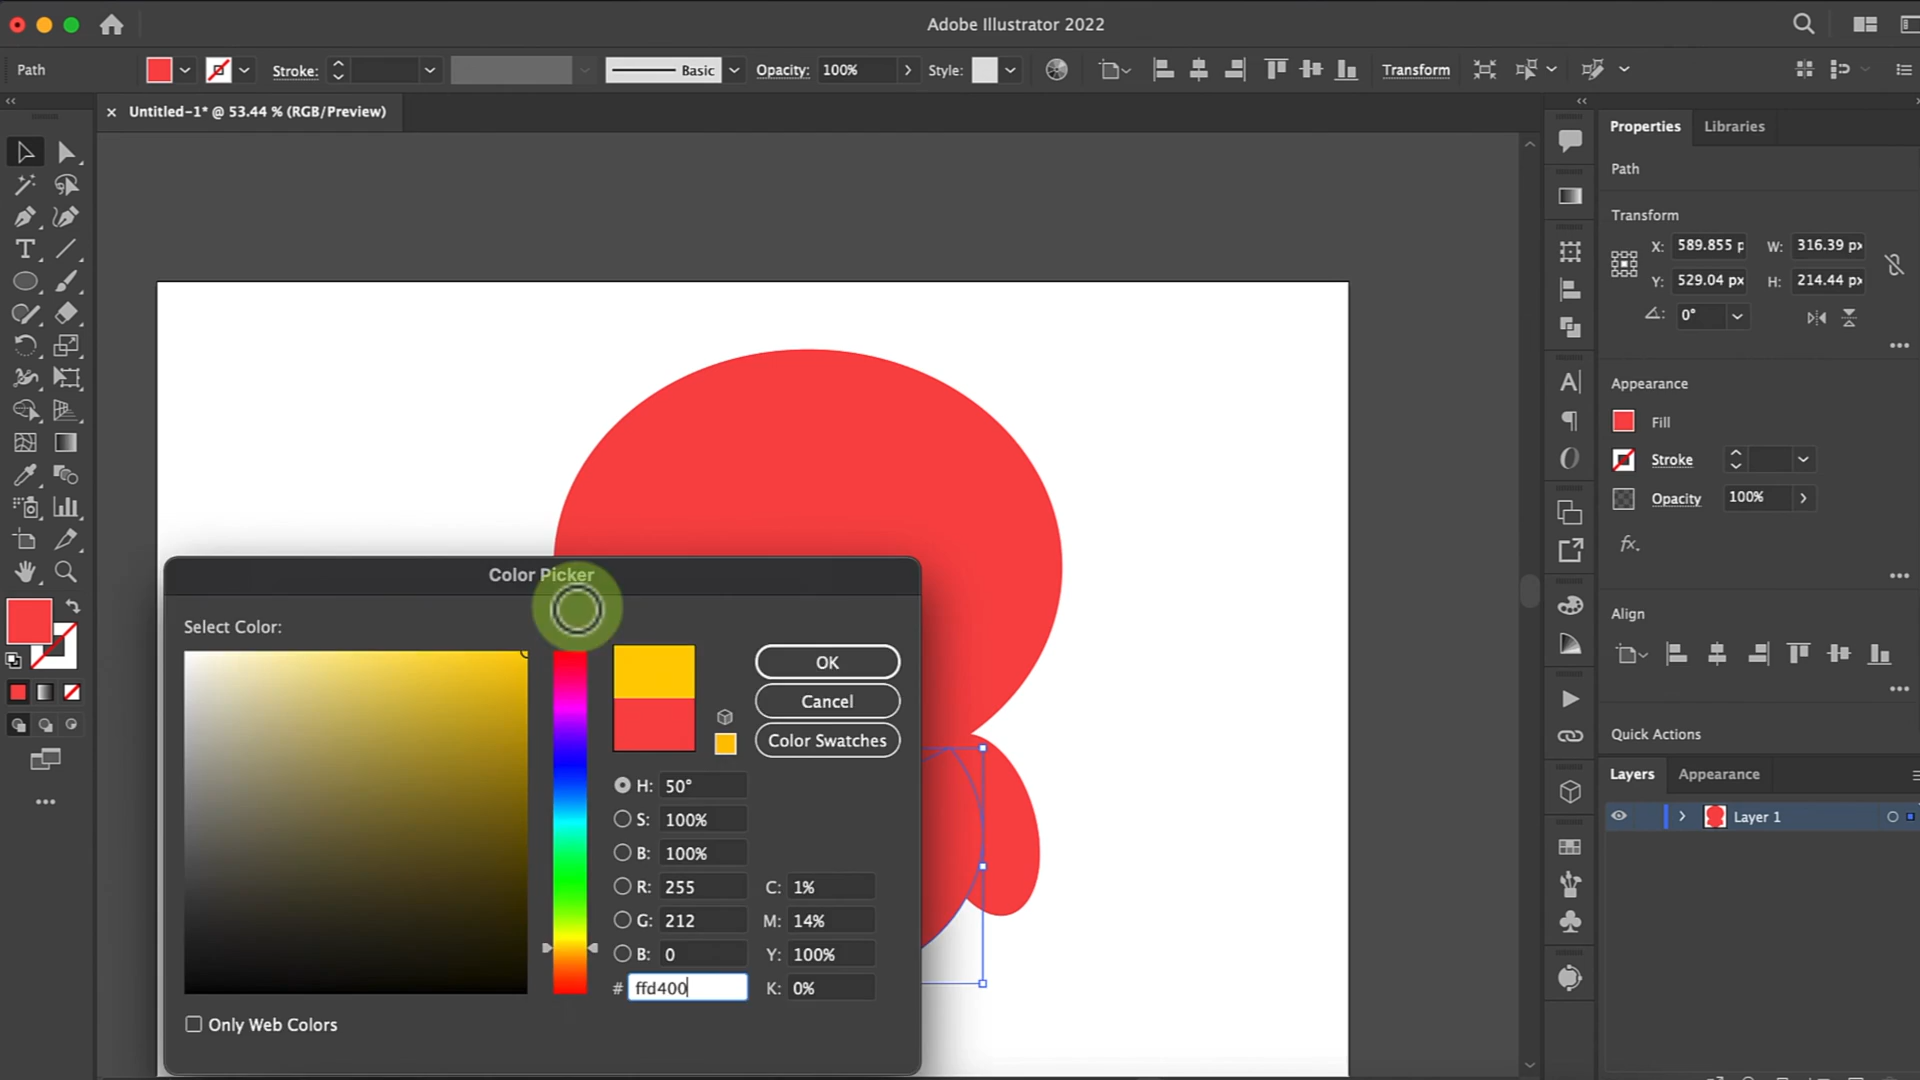 Adobe Illustrator 2022
Path
Stroke:
Basic
Opacity:
100%
Style:
Transform
Untitled-1* @ 53.44 % (RGB/Preview)
Properties
Libraries
Path
Transform
X: 589.855 p
W: 316.39 px
Y: 529.04 px
H: 214.44 px
0°
Appearance
Fill
Stroke
Opacity
100%
fx
Align
Quick Actions
Layers
Appearance
Layer 1
Color Picker
Select Color:
OK
Cancel
Color Swatches
H: 50°
S: 100%
B: 100%
R: 255
C: 1%
G: 212
M: 14%
B: 0
Y: 100%
# ffd400
K: 0%
Only Web Colors